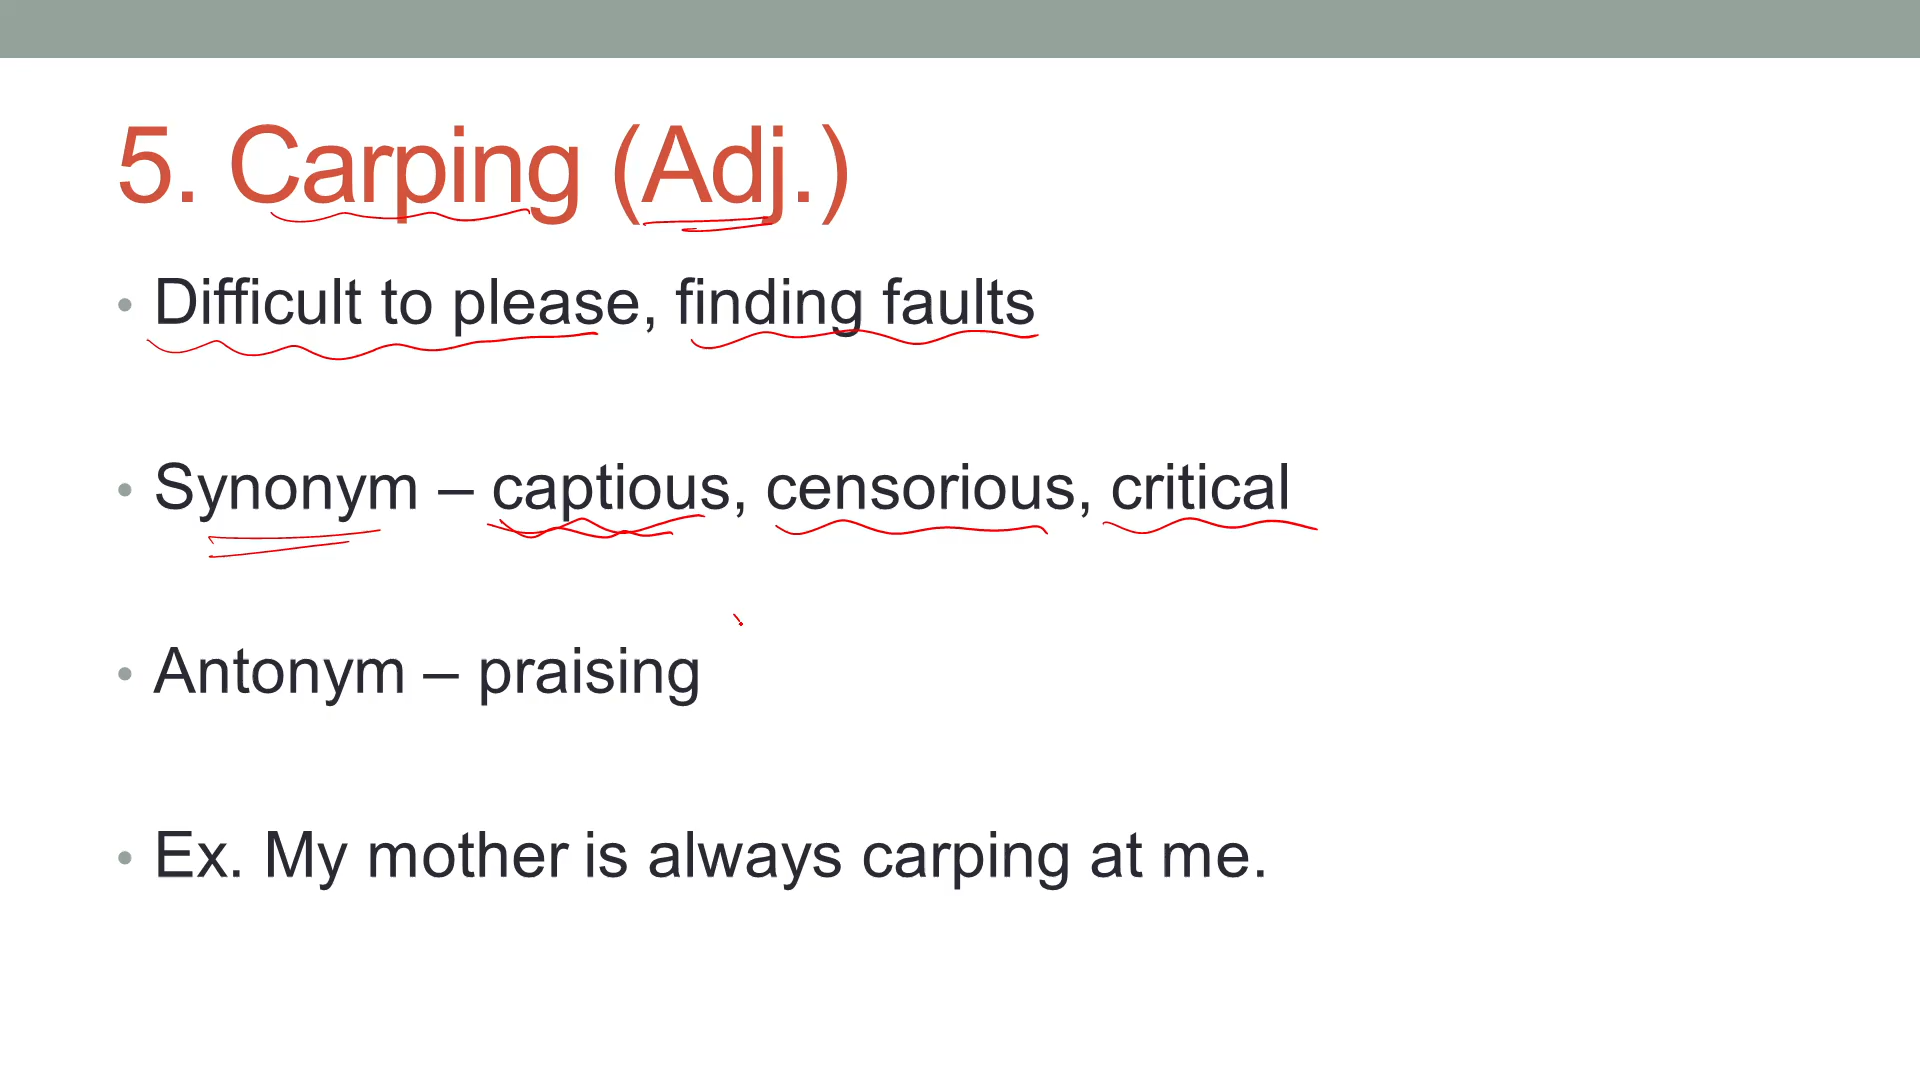 5. Carping (Adj.)
• Difficult to please, finding faults
• Synonym – captious, censorious, critical
• Antonym – praising
• Ex. My mother is always carping at me.